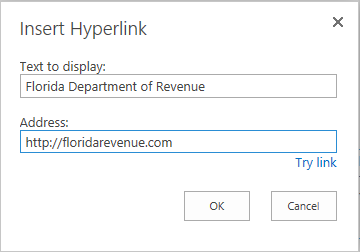 Insert Hyperlink
Text to display:
Florida Department of Revenue
Address:
http://floridarevenue.com
Try link
OK
Cancel